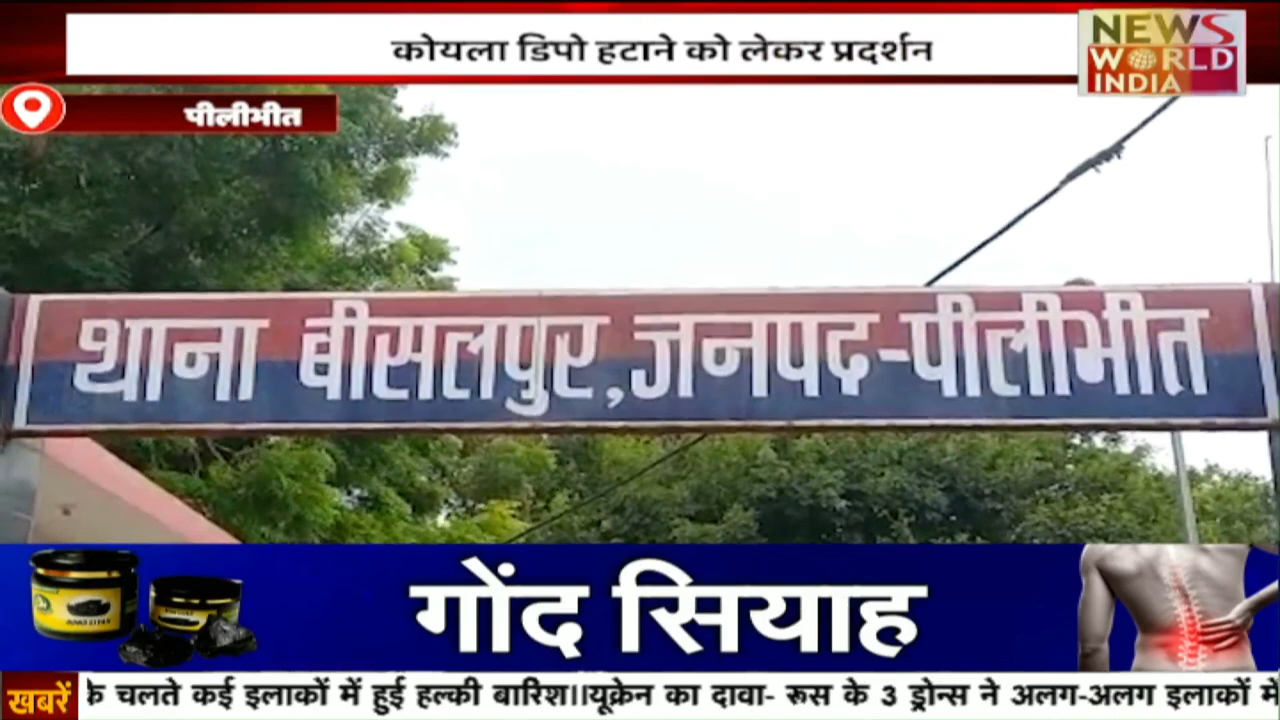 कोयला डिपो हटाने को लेकर प्रदर्शन
NEWS
WORLD
INDIA
पीलीभीत
थाना बीसलपुर,जनपद-पीलीभीत
गोंद सियाह
खबरें
के चलते कई इलाकों में हुई हल्की बारिश।।यूक्रेन का दावा- रूस के 3 ड्रोन्स ने अलग-अलग इलाकों में